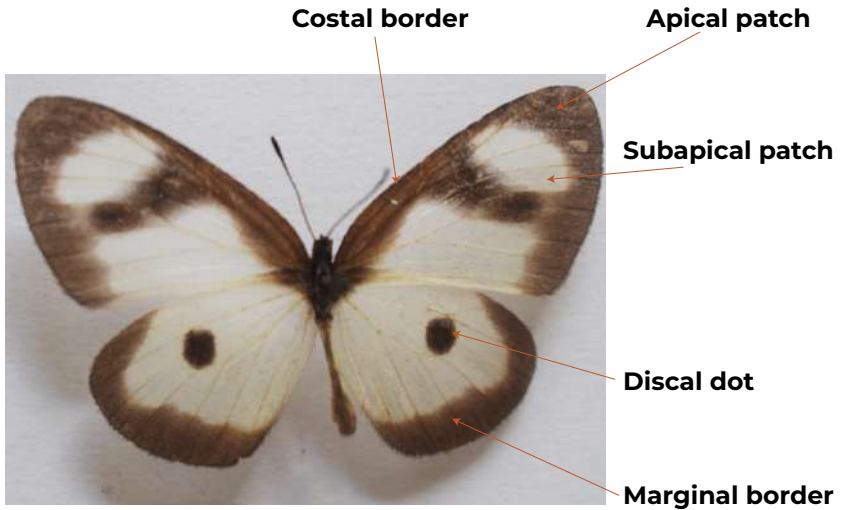 Costal border
Apical patch
Subapical patch
Discal dot
Marginal border